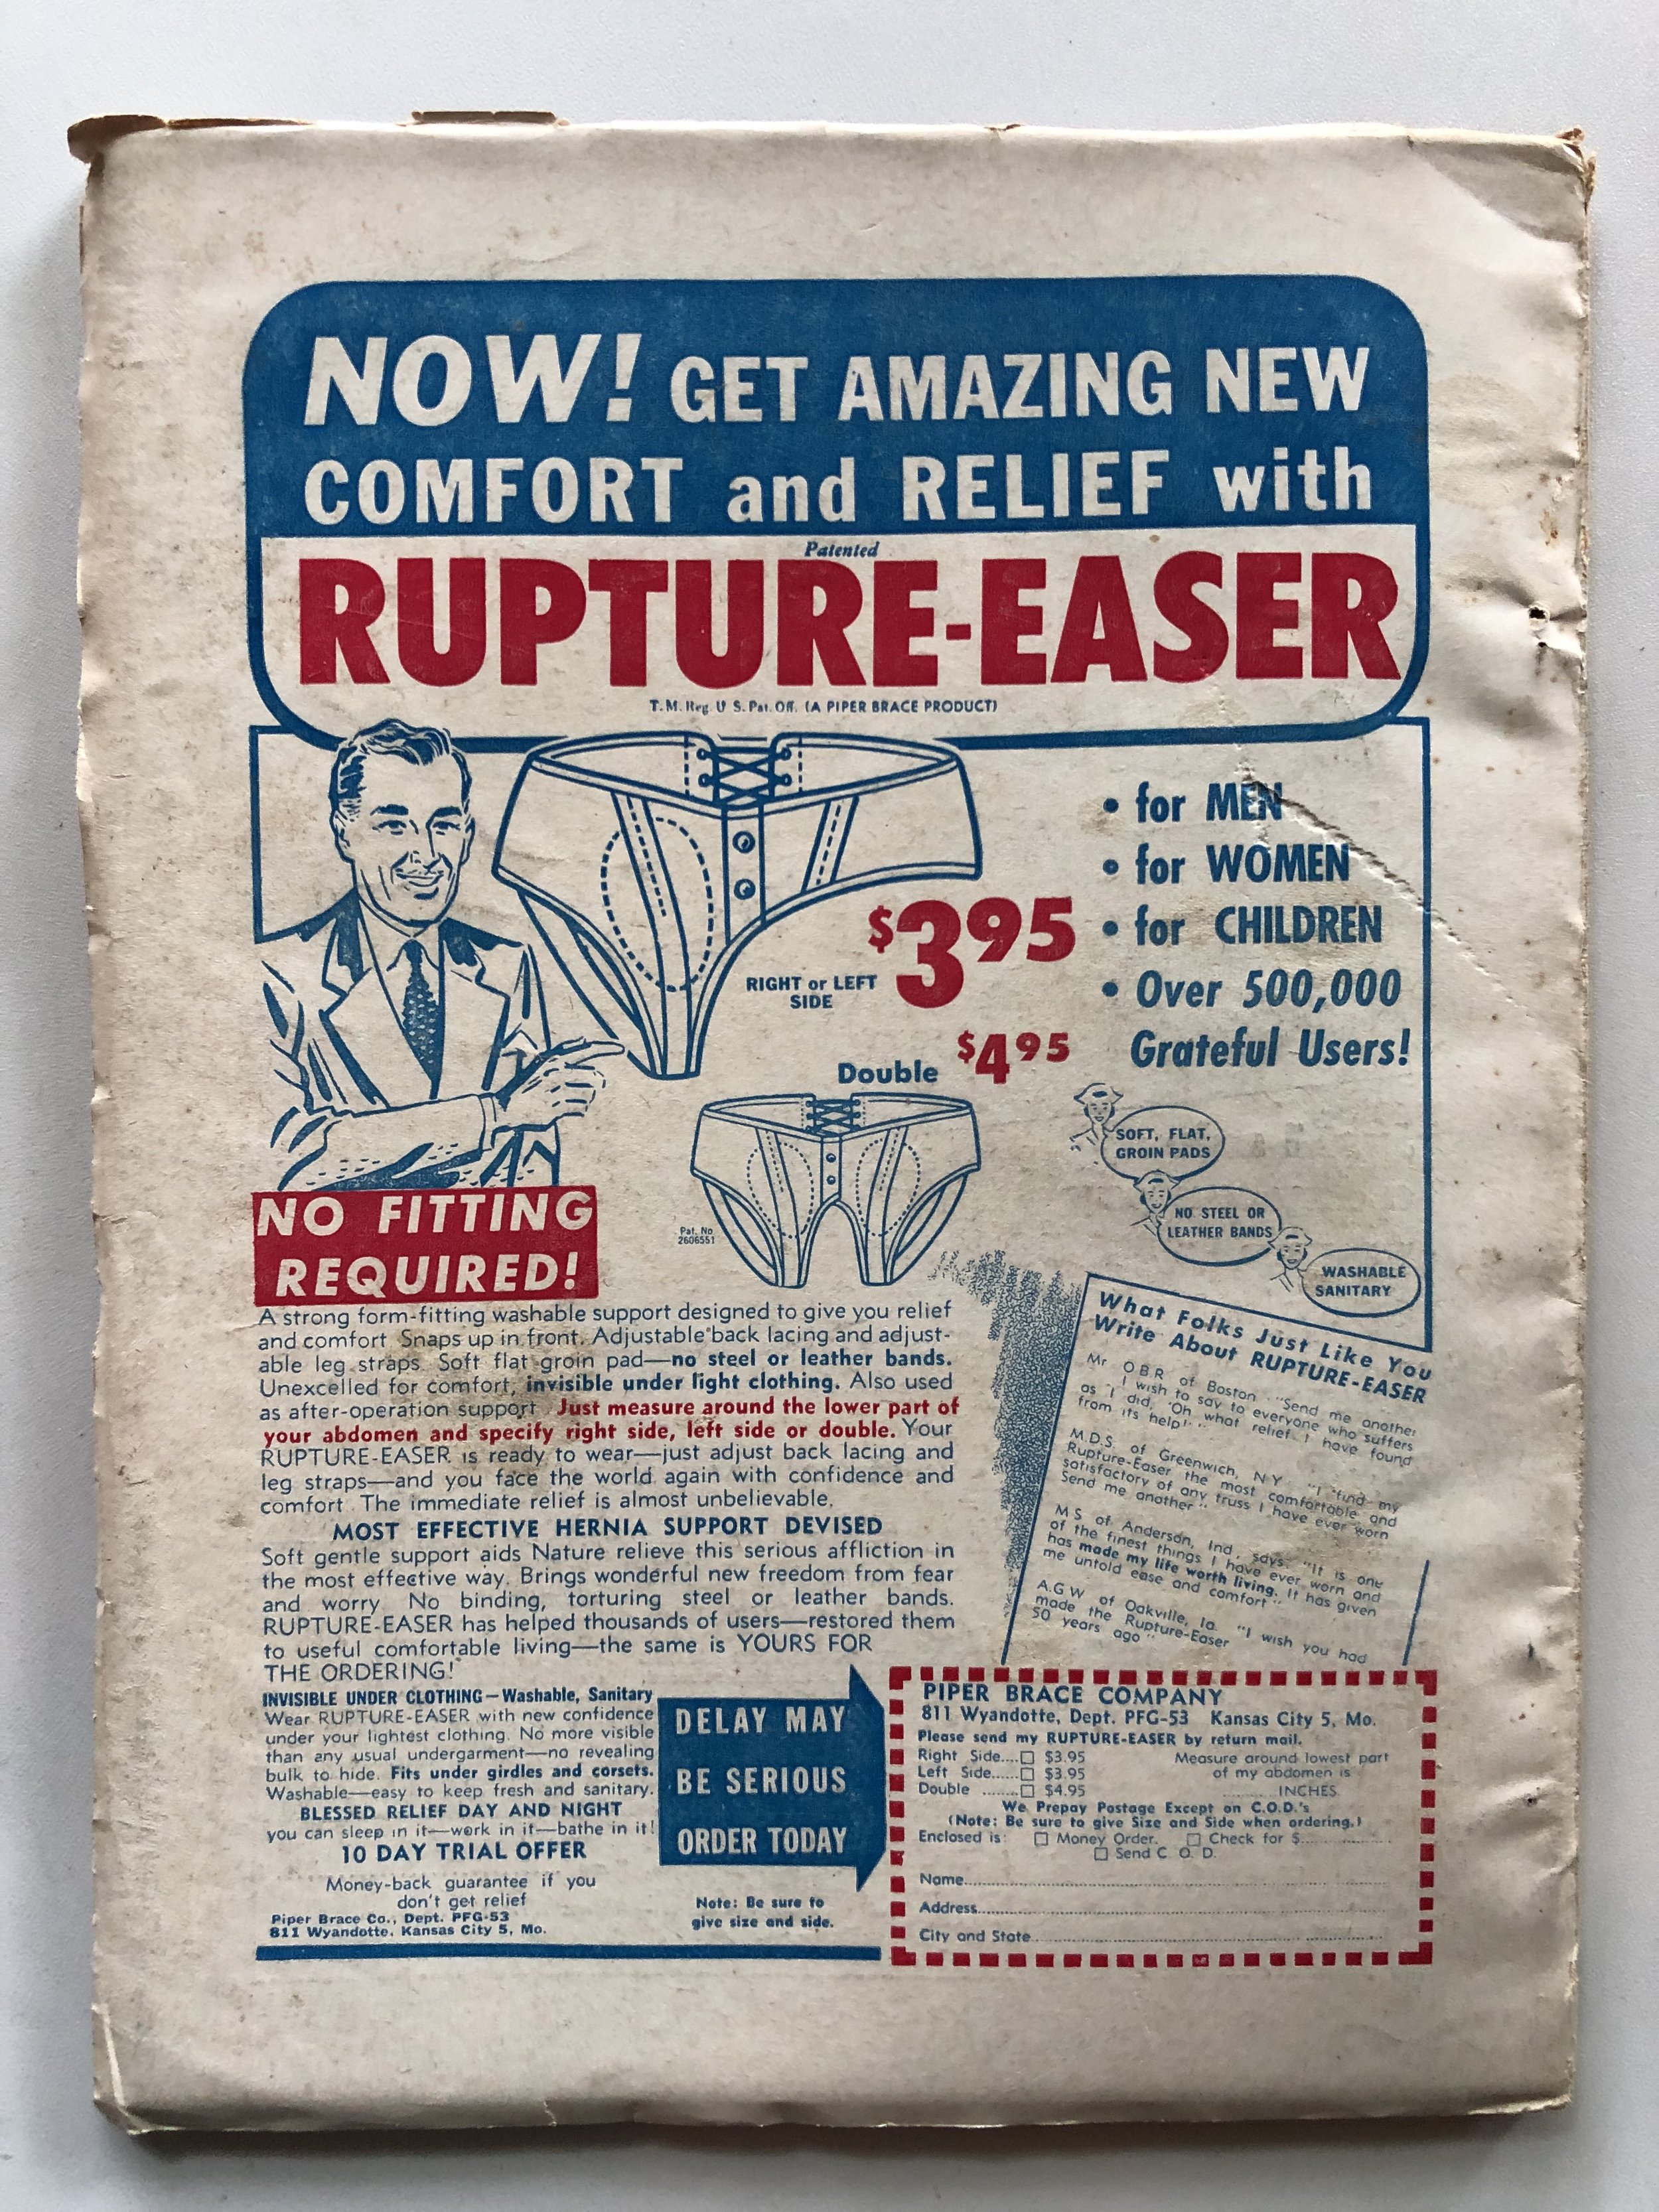 NOW! GET AMAZING NEW
COMFORT and RELIEF with
Patented
RUPTURE-EASER
T.M. Reg. U S. Pat. Off. (A PIPER BRACE PRODUCT)
• for MEN
• for WOMEN
• for CHILDREN
• Over 500,000
Grateful Users!
$3.95
RIGHT or LEFT
SIDE
Double $4.95
Pat. No
2606551
SOFT, FLAT,
GROIN PADS
NO STEEL OR
LEATHER BANDS
WASHABLE
SANITARY
NO FITTING
REQUIRED!
A strong form-fitting washable support designed to give you relief
and comfort. Snaps up in front. Adjustable back lacing and adjust-
able leg straps. Soft flat groin pad—no steel or leather bands.
Unexcelled for comfort, invisible under light clothing. Also used
as after-operation support. Just measure around the lower part of
your abdomen and specify right side, left side or double. Your
RUPTURE-EASER is ready to wear—just adjust back lacing and
leg straps—and you face the world again with confidence and
comfort. The immediate relief is almost unbelievable.
MOST EFFECTIVE HERNIA SUPPORT DEVISED
Soft gentle support aids Nature relieve this serious affliction in
the most effective way. Brings wonderful new freedom from fear
and worry. No binding, torturing steel or leather bands.
RUPTURE-EASER has helped thousands of users—restored them
to useful comfortable living—the same is YOURS FOR
THE ORDERING!
What Folks Just Like You
Write About RUPTURE-EASER
Mr O.B.R of Boston "Send me another
I wish to say to everyone who suffers
as I did, 'Oh what relief I have found
from its help!'."
M.D.S. of Greenwich, N Y "I find my
Rupture-Easer the most comfortable and
satisfactory of any truss I have ever worn
Send me another".
M S of Anderson, Ind, says: "It is one
of the finest things I have ever worn and
has made my life worth living. It has given
me untold ease and comfort".
A.G.W of Oakville, Ia "I wish you had
made the Rupture-Easer
50 years ago"
INVISIBLE UNDER CLOTHING—Washable, Sanitary
Wear RUPTURE-EASER with new confidence
under your lightest clothing. No more visible
than any usual undergarment—no revealing
bulk to hide. Fits under girdles and corsets.
Washable—easy to keep fresh and sanitary.
BLESSED RELIEF DAY AND NIGHT
you can sleep in it—work in it—bathe in it!
10 DAY TRIAL OFFER
Money-back guarantee if you
don't get relief
Piper Brace Co., Dept. PFG-53
811 Wyandotte, Kansas City 5, Mo.
DELAY MAY
BE SERIOUS
ORDER TODAY
Note: Be sure to
give size and side.
PIPER BRACE COMPANY
811 Wyandotte, Dept. PFG-53 Kansas City 5, Mo.
Please send my RUPTURE-EASER by return mail.
Right Side....□ $3.95 Measure around lowest part
Left Side......□ $3.95 of my abdomen is
Double ........□ $4.95 ..........INCHES.
We Prepay Postage Except on C.O.D.'s
(Note: Be sure to give Size and Side when ordering.)
Enclosed is: □ Money Order. □ Check for $..................
□ Send C. O. D.
Name..........................................................
Address.......................................................
City and State................................................